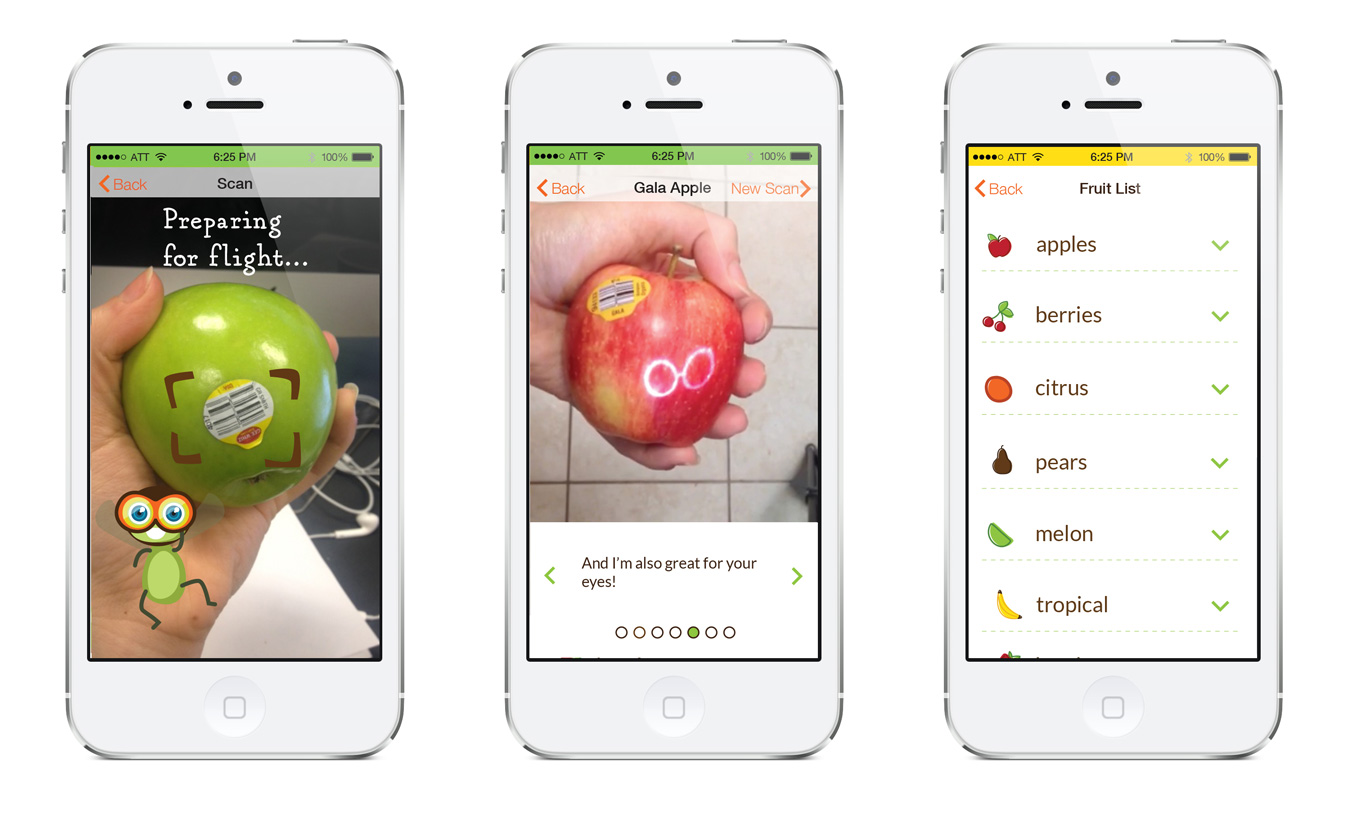 ATT 6:25 PM 100%
Back Scan
Preparing
for flight...
ATT 6:25 PM 100%
Back Gala Apple New Scan
GALA
And I'm also great for your
eyes!
ATT 6:25 PM 100%
Back Fruit List
apples
berries
citrus
pears
melon
tropical